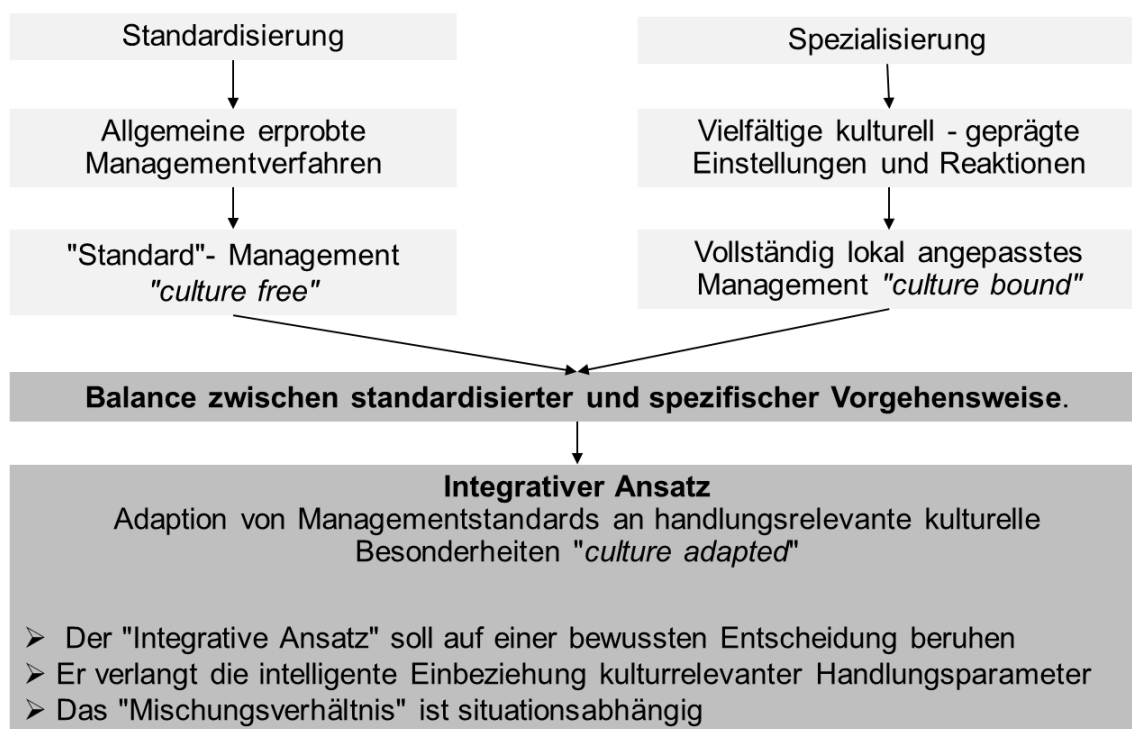 Standardisierung
Allgemeine erprobte
Managementverfahren
"Standard"- Management
"culture free"
Spezialisierung
Vielfältige kulturell - geprägte
Einstellungen und Reaktionen
Vollständig lokal angepasstes
Management "culture bound"
Balance zwischen standardisierter und spezifischer Vorgehensweise.
Integrativer Ansatz
Adaption von Managementstandards an handlungsrelevante kulturelle
Besonderheiten "culture adapted"
➢ Der "Integrative Ansatz" soll auf einer bewussten Entscheidung beruhen
➢ Er verlangt die intelligente Einbeziehung kulturrelevanter Handlungsparameter
➢ Das "Mischungsverhältnis" ist situationsabhängig